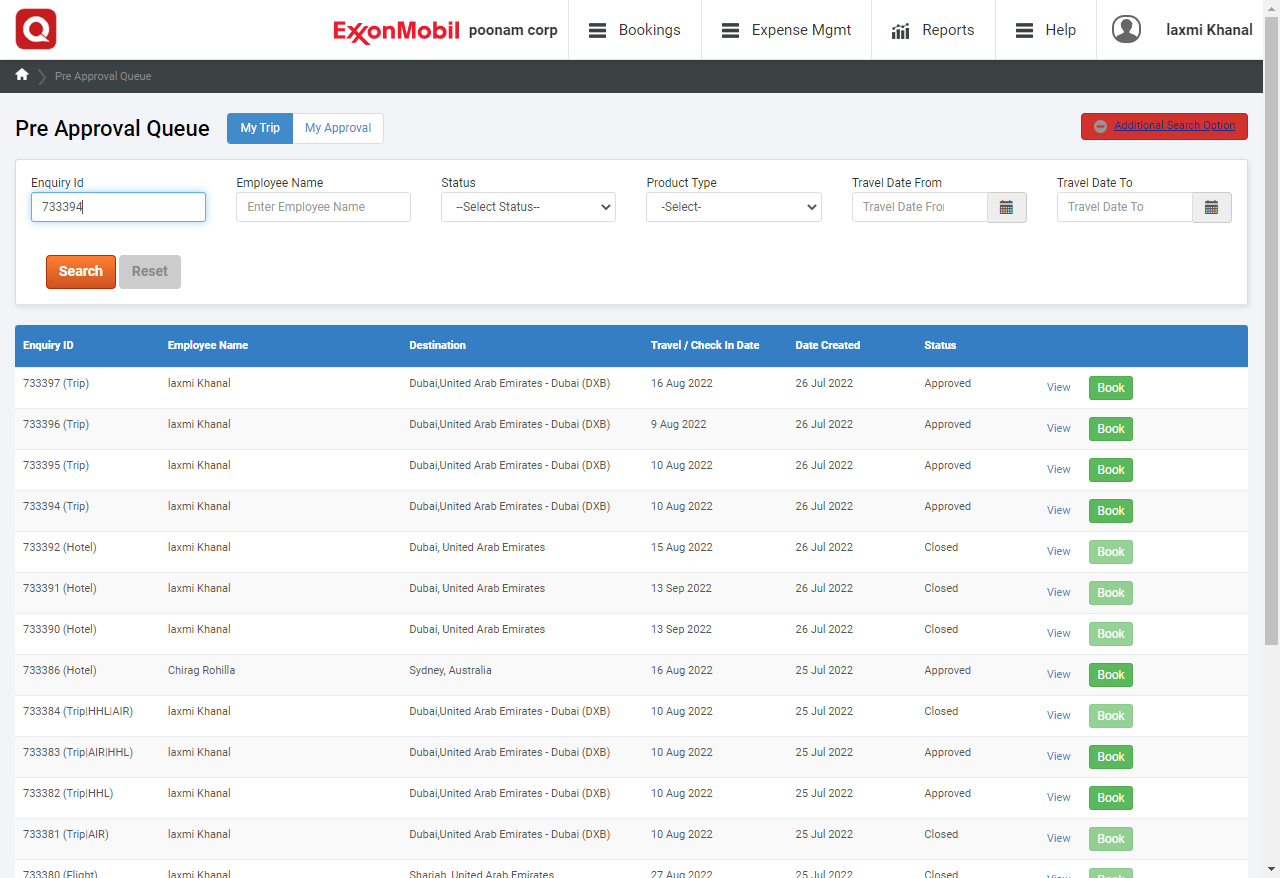 Q
ExxonMobil poonam corp Bookings Expense Mgmt Reports Help laxmi Khanal
Pre Approval Queue
Pre Approval Queue My Trip My Approval Additional Search Option
Enquiry Id Employee Name Status Product Type Travel Date From Travel Date To
733394 Enter Employee Name --Select Status-- -Select- Travel Date Fro Travel Date To
Search Reset
Enquiry ID Employee Name Destination Travel / Check In Date Date Created Status
733397 (Trip) laxmi Khanal Dubai,United Arab Emirates - Dubai (DXB) 16 Aug 2022 26 Jul 2022 Approved View Book
733396 (Trip) laxmi Khanal Dubai,United Arab Emirates - Dubai (DXB) 9 Aug 2022 26 Jul 2022 Approved View Book
733395 (Trip) laxmi Khanal Dubai,United Arab Emirates - Dubai (DXB) 10 Aug 2022 26 Jul 2022 Approved View Book
733394 (Trip) laxmi Khanal Dubai,United Arab Emirates - Dubai (DXB) 10 Aug 2022 26 Jul 2022 Approved View Book
733392 (Hotel) laxmi Khanal Dubai, United Arab Emirates 15 Aug 2022 26 Jul 2022 Closed View Book
733391 (Hotel) laxmi Khanal Dubai, United Arab Emirates 13 Sep 2022 26 Jul 2022 Closed View Book
733390 (Hotel) laxmi Khanal Dubai, United Arab Emirates 13 Sep 2022 26 Jul 2022 Closed View Book
733386 (Hotel) Chirag Rohilla Sydney, Australia 16 Aug 2022 25 Jul 2022 Approved View Book
733384 (Trip|HHL|AIR) laxmi Khanal Dubai,United Arab Emirates - Dubai (DXB) 10 Aug 2022 25 Jul 2022 Closed View Book
733383 (Trip|AIR|HHL) laxmi Khanal Dubai,United Arab Emirates - Dubai (DXB) 10 Aug 2022 25 Jul 2022 Approved View Book
733382 (Trip|HHL) laxmi Khanal Dubai,United Arab Emirates - Dubai (DXB) 10 Aug 2022 25 Jul 2022 Approved View Book
733381 (Trip|AIR) laxmi Khanal Dubai,United Arab Emirates - Dubai (DXB) 10 Aug 2022 25 Jul 2022 Closed View Book
733380 (Flight) laxmi Khanal Sharjah, United Arab Emirates 27 Aug 2022 25 Jul 2022 Closed View Book